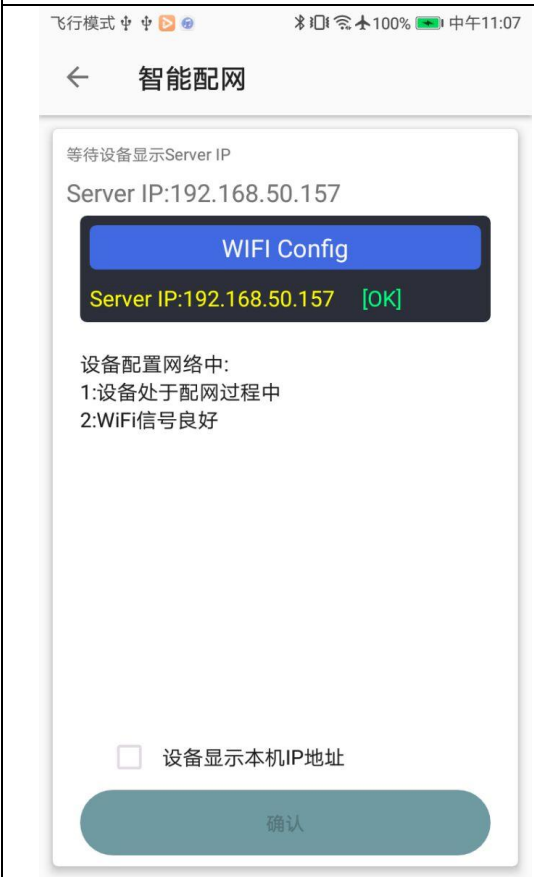 飞行模式 100% 中午11:07
智能配网
等待设备显示Server IP
Server IP:192.168.50.157
WIFI Config
Server IP:192.168.50.157 [OK]
设备配置网络中:
1:设备处于配网过程中
2:WiFi信号良好
设备显示本机IP地址
确认